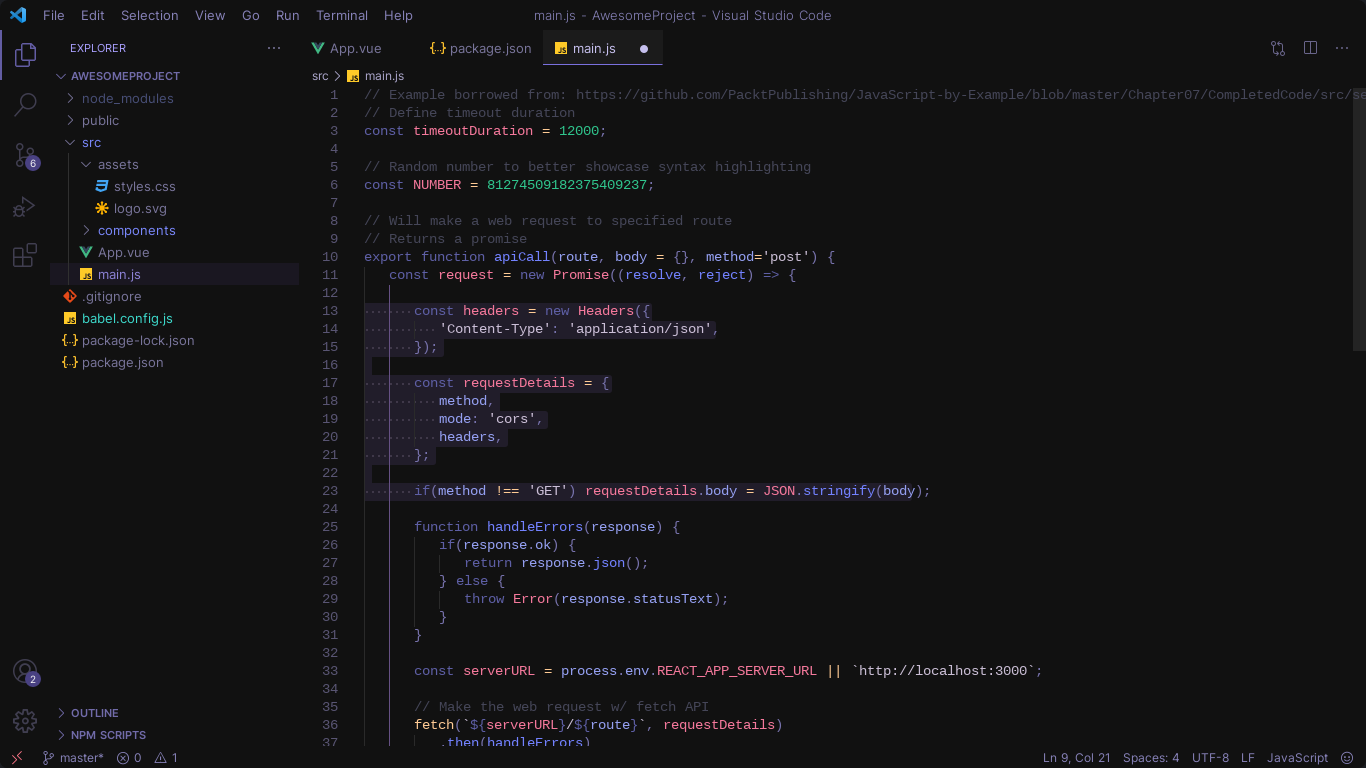 File Edit Selection View Go Run Terminal Help
main.js - AwesomeProject - Visual Studio Code
EXPLORER
AWESOMEPROJECT
node_modules
public
src
assets
styles.css
logo.svg
components
App.vue
JS main.js
.gitignore
JS babel.config.js
{..} package-lock.json
{..} package.json
OUTLINE
NPM SCRIPTS
6
2
App.vue {..} package.json JS main.js
src > JS main.js
1 // Example borrowed from: https://github.com/PacktPublishing/JavaScript-by-Example/blob/master/Chapter07/CompletedCode/src/se
2 // Define timeout duration
3 const timeoutDuration = 12000;
4
5 // Random number to better showcase syntax highlighting
6 const NUMBER = 81274509182375409237;
7
8 // Will make a web request to specified route
9 // Returns a promise
10 export function apiCall(route, body = {}, method='post') {
11 const request = new Promise((resolve, reject) => {
12
13 const headers = new Headers({
14 'Content-Type': 'application/json',
15 });
16
17 const requestDetails = {
18 method,
19 mode: 'cors',
20 headers,
21 };
22
23 if(method !== 'GET') requestDetails.body = JSON.stringify(body);
24
25 function handleErrors(response) {
26 if(response.ok) {
27 return response.json();
28 } else {
29 throw Error(response.statusText);
30 }
31 }
32
33 const serverURL = process.env.REACT_APP_SERVER_URL || `http://localhost:3000`;
34
35 // Make the web request w/ fetch API
36 fetch(`${serverURL}/${route}`, requestDetails)
37 .then(handleErrors)
master* 0 1
Ln 9, Col 21 Spaces: 4 UTF-8 LF JavaScript